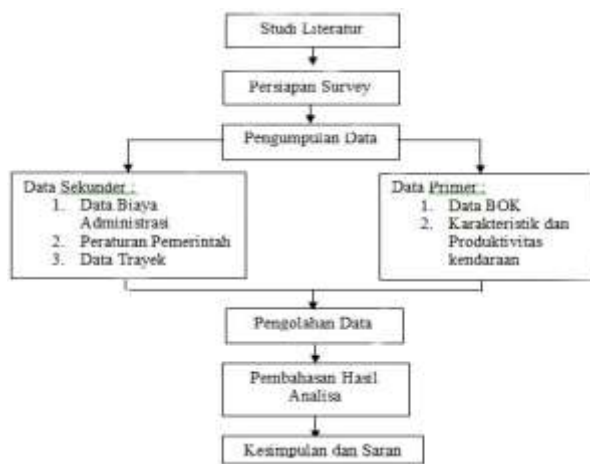 Studi Literatur
Persiapan Survey
Pengumpulan Data
Data Sekunder :
1. Data Biaya
Administrasi
2. Peraturan Pemerintah
3. Data Trayek
Data Primer :
1. Data BOK
2. Karakteristik dan
Produktivitas
kendaraan
Pengolahan Data
Pembahasan Hasil
Analisa
Kesimpulan dan Saran